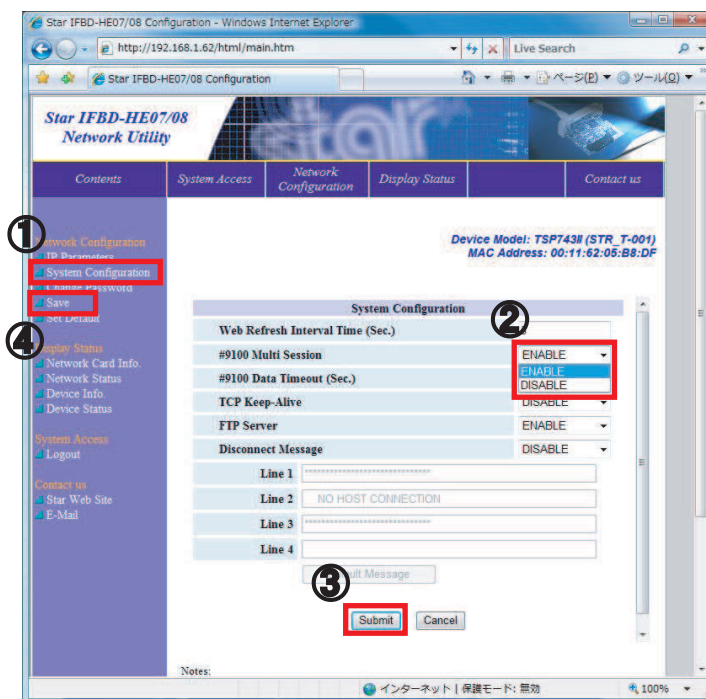 Star IFBD-HE07/08 Configuration - Windows Internet Explorer
http://192.168.1.62/html/main.htm
Live Search
Star IFBD-HE07/08 Configuration
ページ(P)
ツール(O)
Star IFBD-HE07/08
Network Utility
star
Contents
System Access
Network Configuration
Display Status
Contact us
Device Model: TSP743II (STR_T-001)
MAC Address: 00:11:62:05:B8:DF
①
Network Configuration
IP Parameters
System Configuration
Change Password
Save
Set Default
④
Display Status
Network Card Info.
Network Status
Device Info.
Device Status
System Access
Logout
Contact us
Star Web Site
E-Mail
System Configuration
Web Refresh Interval Time (Sec.)
②
#9100 Multi Session
ENABLE
ENABLE
DISABLE
#9100 Data Timeout (Sec.)
TCP Keep-Alive
DISABLE
FTP Server
ENABLE
Disconnect Message
DISABLE
Line 1
Line 2
NO HOST CONNECTION
Line 3
Line 4
Message
③
Submit
Cancel
Notes:
インターネット | 保護モード: 無効
100%